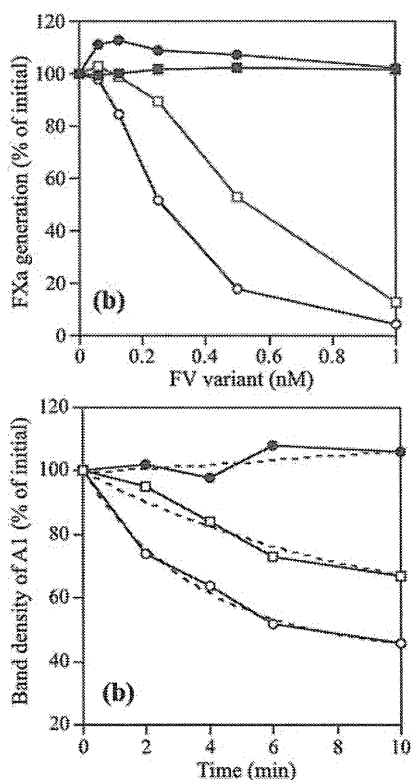 FXa generation (% of initial)
120
100
80
60
40
20
0
(b)
0 0.2 0.4 0.6 0.8 1
FV variant (nM)
Band density of A1 (% of initial)
120
100
80
60
40
20
(b)
0 2 4 6 8 10
Time (min)